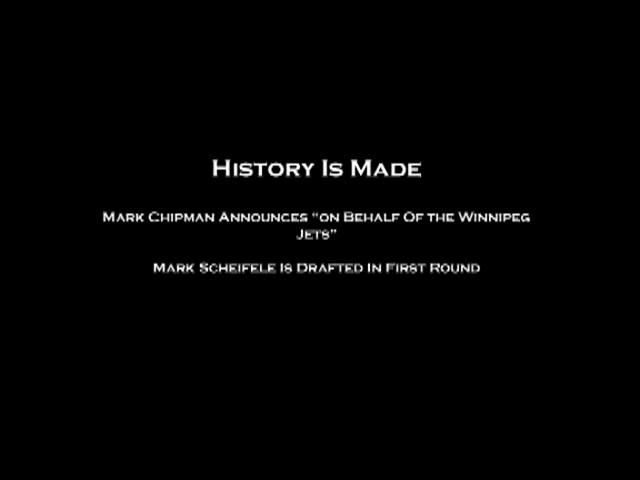 History Is Made
Mark Chipman Announces “on Behalf Of the Winnipeg
Jets”
Mark Scheifele is Drafted In First Round